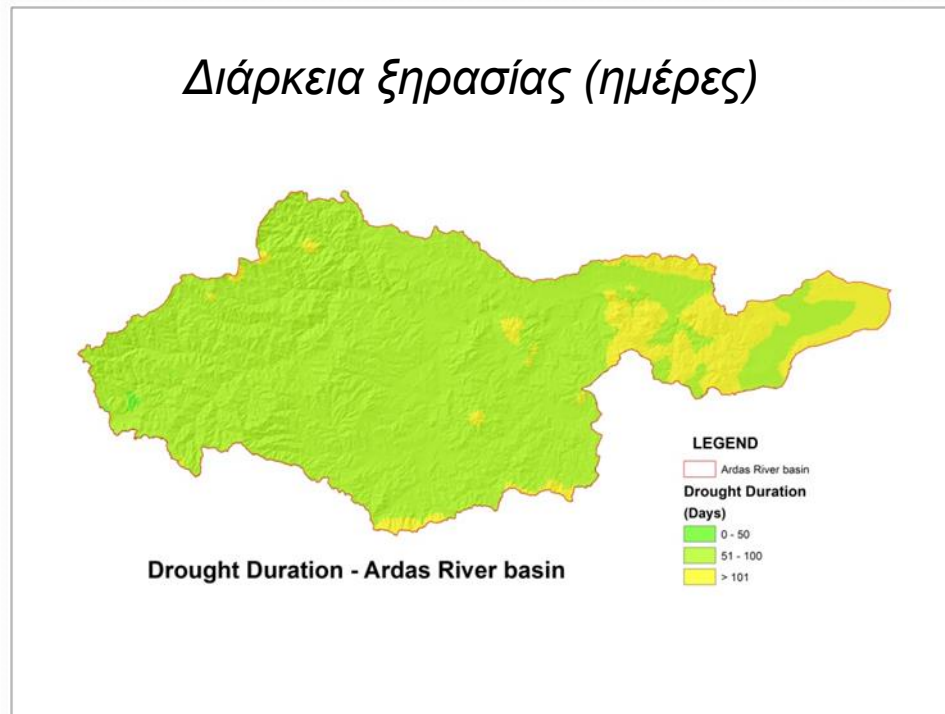 Διάρκεια ξηρασίας (ημέρες)
LEGEND
Ardas River basin
Drought Duration
(Days)
0 - 50
51 - 100
> 101
Drought Duration - Ardas River basin